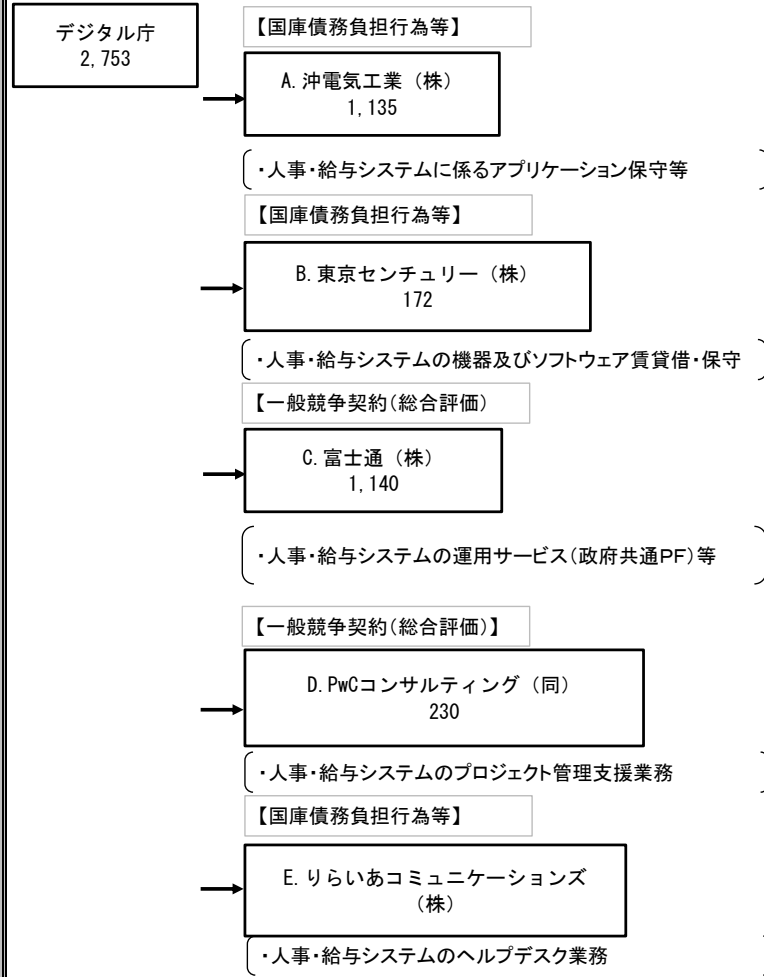 デジタル庁
2,753
【国庫債務負担行為等】
A.沖電気工業（株）
1,135
・人事・給与システムに係るアプリケーション保守等
【国庫債務負担行為等】
B.東京センチュリー（株）
172
・人事・給与システムの機器及びソフトウェア賃貸借・保守
【一般競争契約（総合評価）
C.富士通（株）
1,140
・人事・給与システムの運用サービス（政府共通ＰＦ）等
【一般競争契約（総合評価）】
D.PwCコンサルティング（同）
230
・人事・給与システムのプロジェクト管理支援業務
【国庫債務負担行為等】
E.りらいあコミュニケーションズ
（株）
・人事・給与システムのヘルプデスク業務